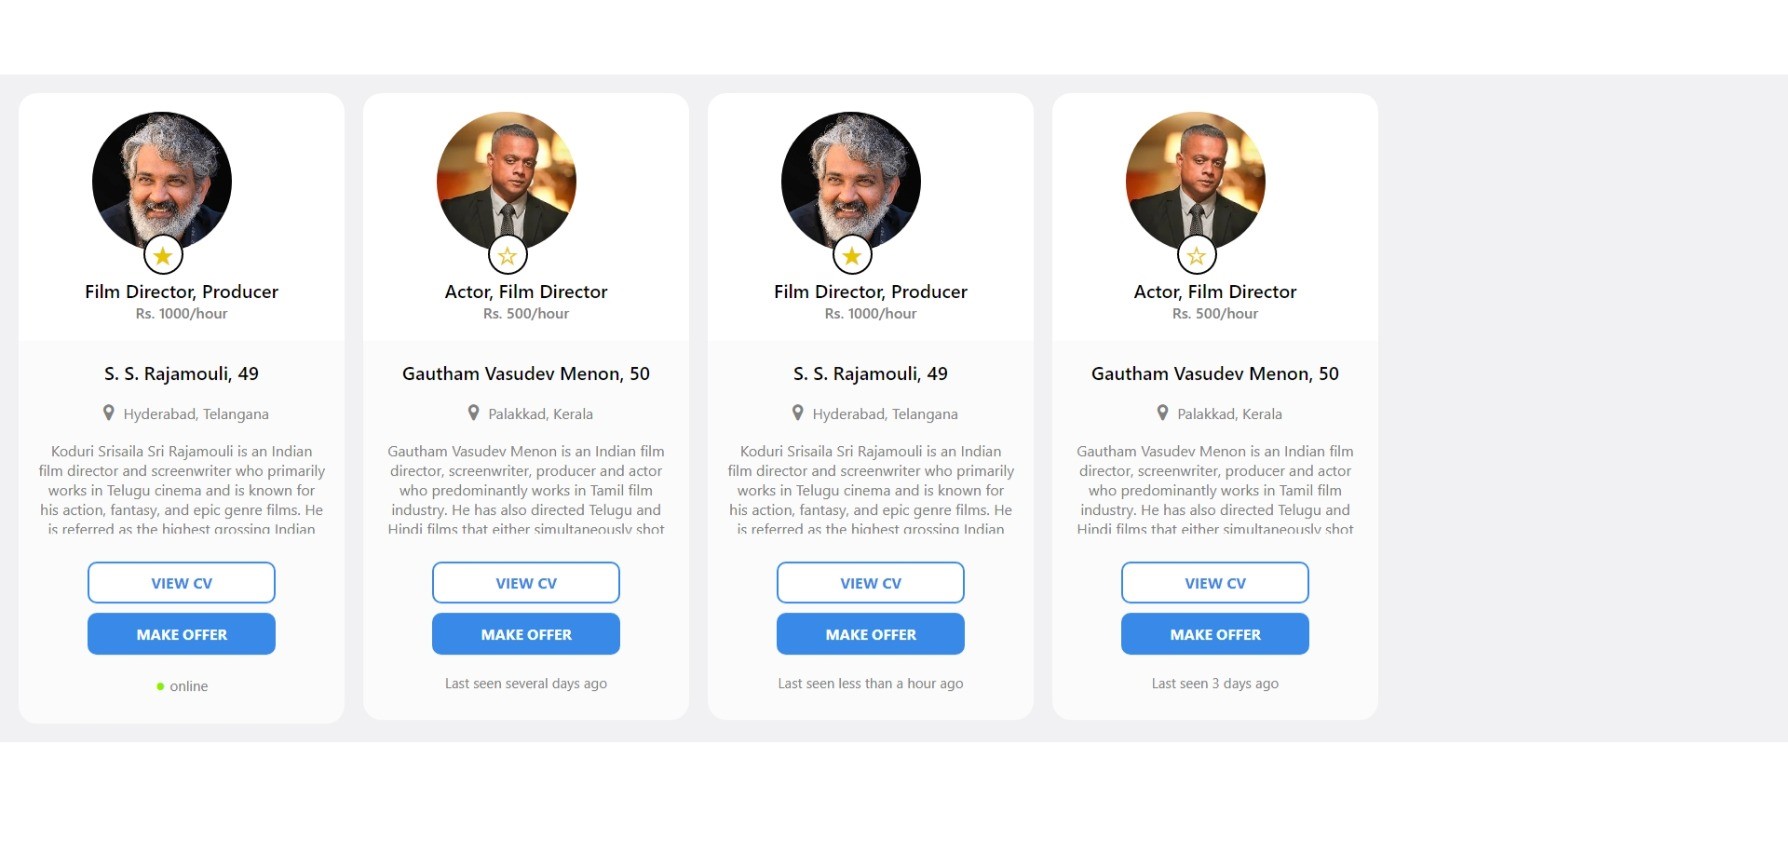 Film Director, Producer
Rs. 1000/hour
S. S. Rajamouli, 49
Hyderabad, Telangana
Koduri Srisaila Sri Rajamouli is an Indian
film director and screenwriter who primarily
works in Telugu cinema and is known for
his action, fantasy, and epic genre films. He
is referred as the highest grossing Indian
VIEW CV
MAKE OFFER
online
Actor, Film Director
Rs. 500/hour
Gautham Vasudev Menon, 50
Palakkad, Kerala
Gautham Vasudev Menon is an Indian film
director, screenwriter, producer and actor
who predominantly works in Tamil film
industry. He has also directed Telugu and
Hindi films that either simultaneously shot
VIEW CV
MAKE OFFER
Last seen several days ago
Film Director, Producer
Rs. 1000/hour
S. S. Rajamouli, 49
Hyderabad, Telangana
Koduri Srisaila Sri Rajamouli is an Indian
film director and screenwriter who primarily
works in Telugu cinema and is known for
his action, fantasy, and epic genre films. He
is referred as the highest grossing Indian
VIEW CV
MAKE OFFER
Last seen less than a hour ago
Actor, Film Director
Rs. 500/hour
Gautham Vasudev Menon, 50
Palakkad, Kerala
Gautham Vasudev Menon is an Indian film
director, screenwriter, producer and actor
who predominantly works in Tamil film
industry. He has also directed Telugu and
Hindi films that either simultaneously shot
VIEW CV
MAKE OFFER
Last seen 3 days ago